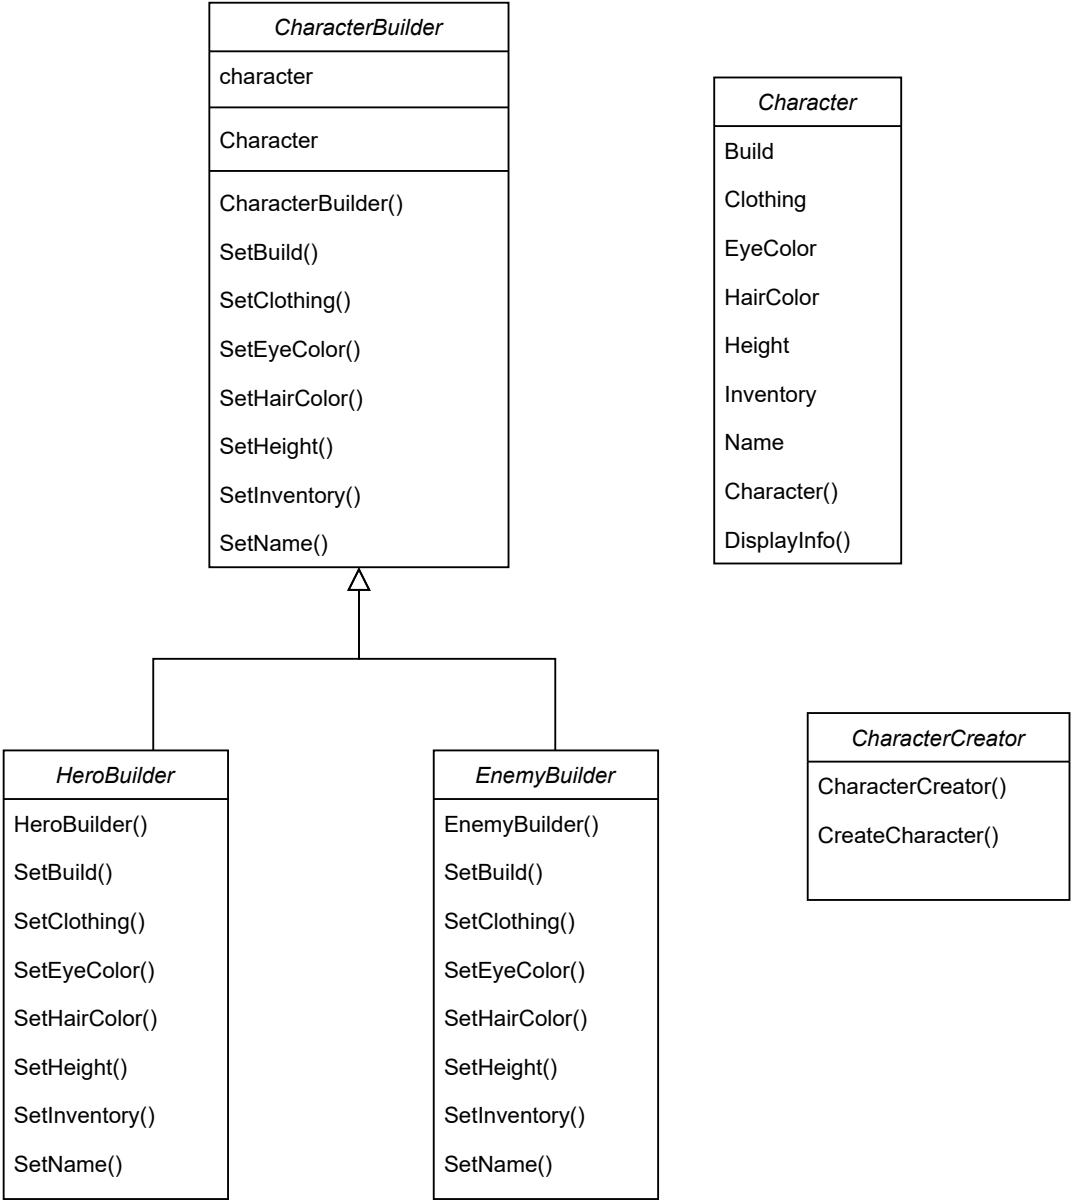 CharacterBuilder
character
Character
CharacterBuilder()
SetBuild()
SetClothing()
SetEyeColor()
SetHairColor()
SetHeight()
SetInventory()
SetName()
Character
Build
Clothing
EyeColor
HairColor
Height
Inventory
Name
Character()
DisplayInfo()
HeroBuilder
HeroBuilder()
SetBuild()
SetClothing()
SetEyeColor()
SetHairColor()
SetHeight()
SetInventory()
SetName()
EnemyBuilder
EnemyBuilder()
SetBuild()
SetClothing()
SetEyeColor()
SetHairColor()
SetHeight()
SetInventory()
SetName()
CharacterCreator
CharacterCreator()
CreateCharacter()